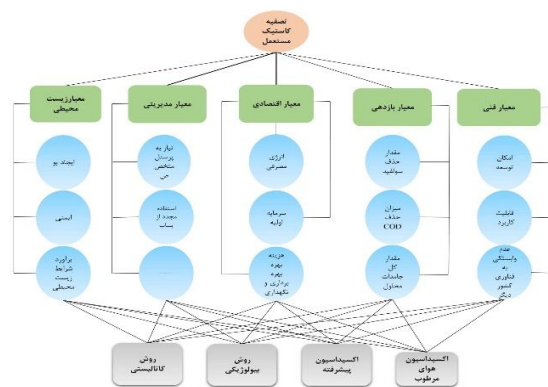 تصفیه
کاستیک
مستعمل
معیار فنی
معیار بازدهی
معیار اقتصادی
معیار مدیریتی
معیارزیست
محیطی
امکان
توسعه
مقدار
حذف
سولفید
انرژی
مصرفی
نیاز به
پرسنل
متخصص
ایجاد بو
قابلیت
کاربرد
میزان
حذف
COD
سرمایه
اولیه
استفاده
مجدد از
پساب
ایمنی
عدم
وابستگی
به
فناوری
کشور
دیگر
مقدار
کل
جامدات
محلول
هزینه
بهره
برداری و
نگهداری
برآورد
شرایط
زیست
محیطی
اکسیداسیون
هوای
مرطوب
اکسیداسیون
پیشرفته
روش
بیولوژیکی
روش
کاتالیستی